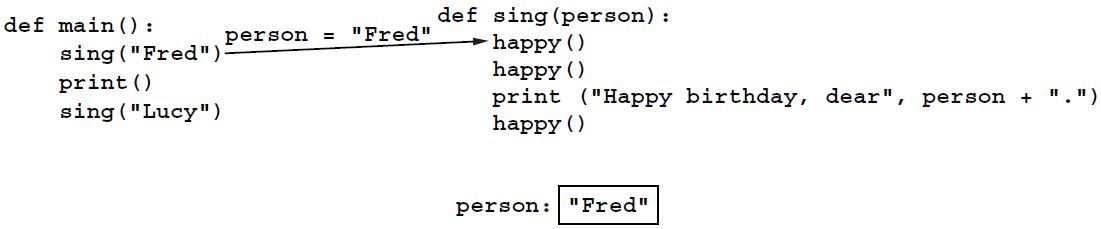 def main():
    sing("Fred")
    print()
    sing("Lucy")
person = "Fred"
def sing(person):
    happy()
    happy()
    print ("Happy birthday, dear", person + ".")
    happy()
person: "Fred"